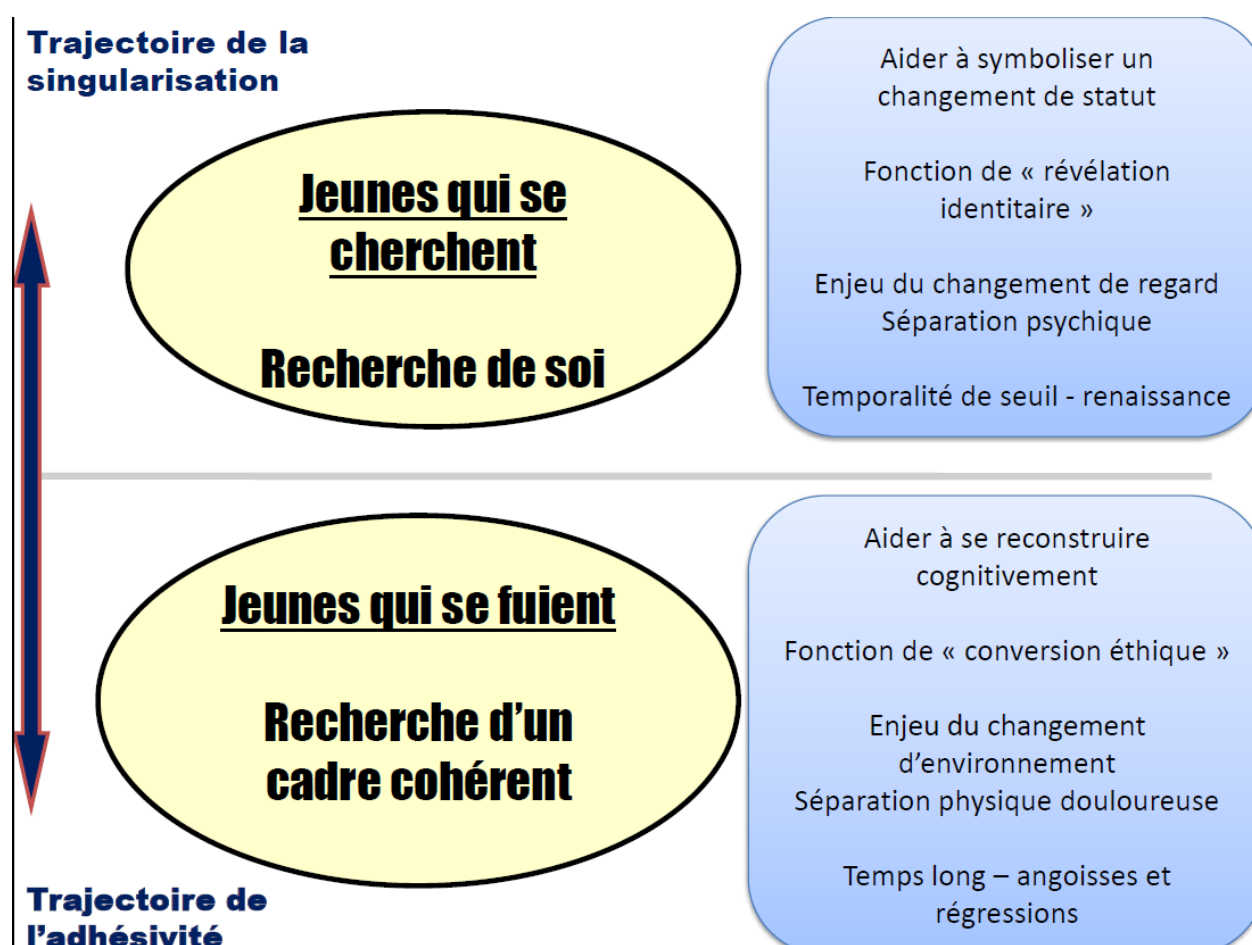 Trajectoire de la
singularisation
Jeunes qui se
cherchent
Recherche de soi
Aider à symboliser un
changement de statut
Fonction de « révélation
identitaire »
Enjeu du changement de regard
Séparation psychique
Temporalité de seuil - renaissance
Jeunes qui se fuient
Recherche d’un
cadre cohérent
Aider à se reconstruire
cognitivement
Fonction de « conversion éthique »
Enjeu du changement
d’environnement
Séparation physique douloureuse
Temps long – angoisses et
régressions
Trajectoire de
l’adhésivité